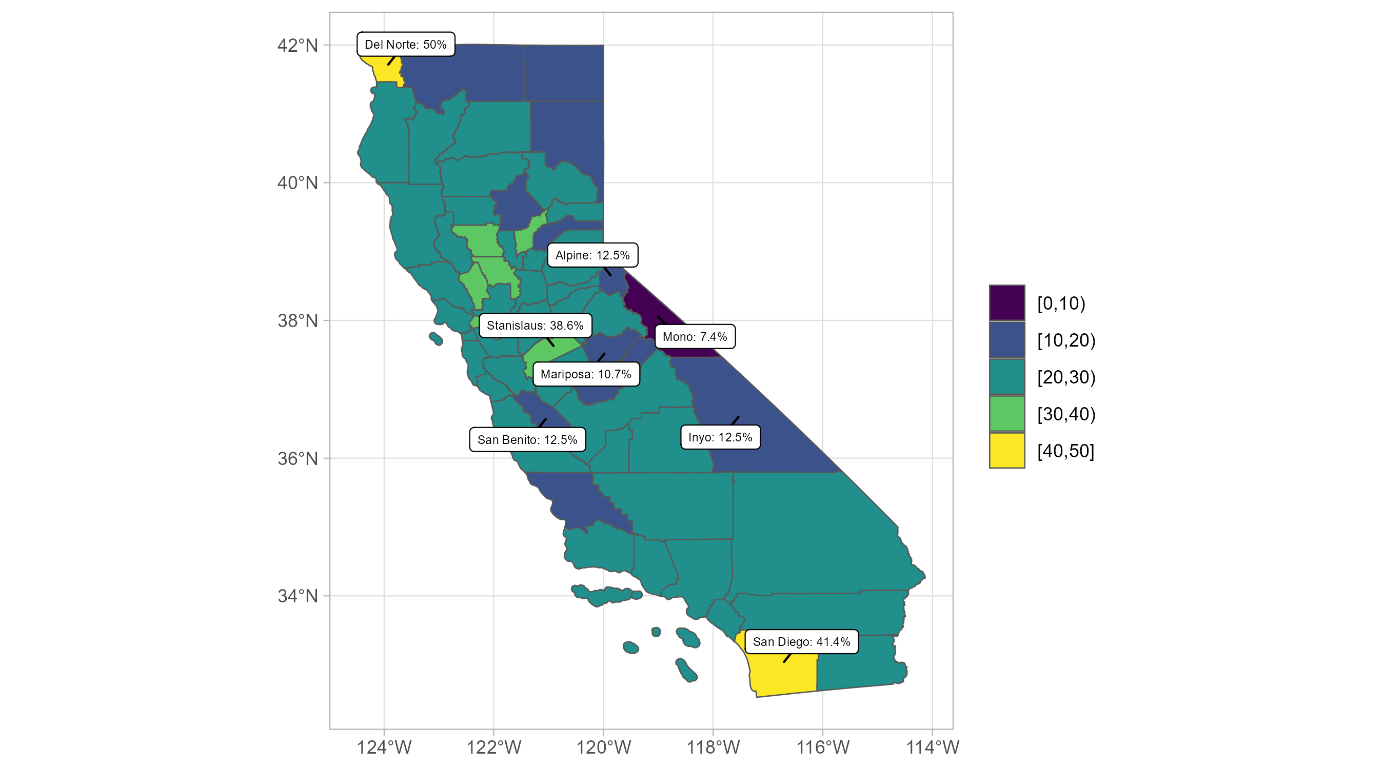 42°N
40°N
38°N
36°N
34°N
Del Norte: 50%
Alpine: 12.5%
Stanislaus: 38.6%
Mono: 7.4%
Mariposa: 10.7%
San Benito: 12.5%
Inyo: 12.5%
San Diego: 41.4%
124°W
122°W
120°W
118°W
116°W
114°W
[0,10)
[10,20)
[20,30)
[30,40)
[40,50]